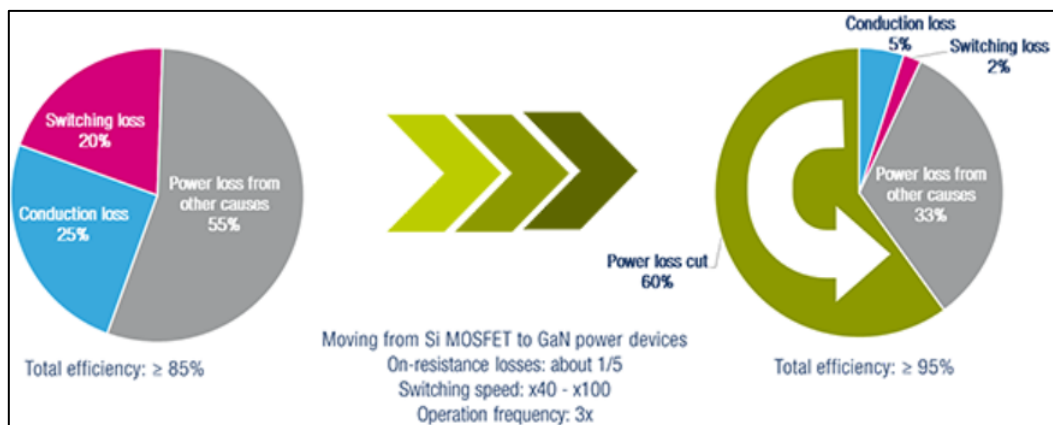 Switching loss
20%
Conduction loss
25%
Power loss from
other causes
55%
Total efficiency: ≥ 85%
Moving from Si MOSFET to GaN power devices
On-resistance losses: about 1/5
Switching speed: x40 - x100
Operation frequency: 3x
Conduction loss
5%
Switching loss
2%
Power loss from
other causes
33%
Power loss cut
60%
Total efficiency: ≥ 95%